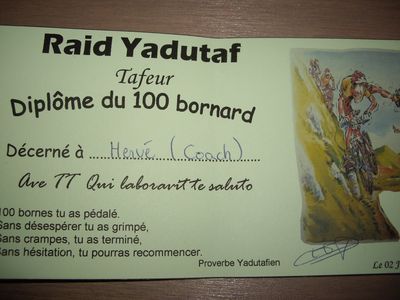 Raid Yadutaf
Tafeur
Diplôme du 100 bornard
Décerné à ......Hervé (Coach)......
Ave TT Qui laboravit te saluto
100 bornes tu as pédalé.
Sans désespérer tu as grimpé,
Sans crampes, tu as terminé,
Sans hésitation, tu pourras recommencer.
Proverbe Yadutafien
Le 02 J